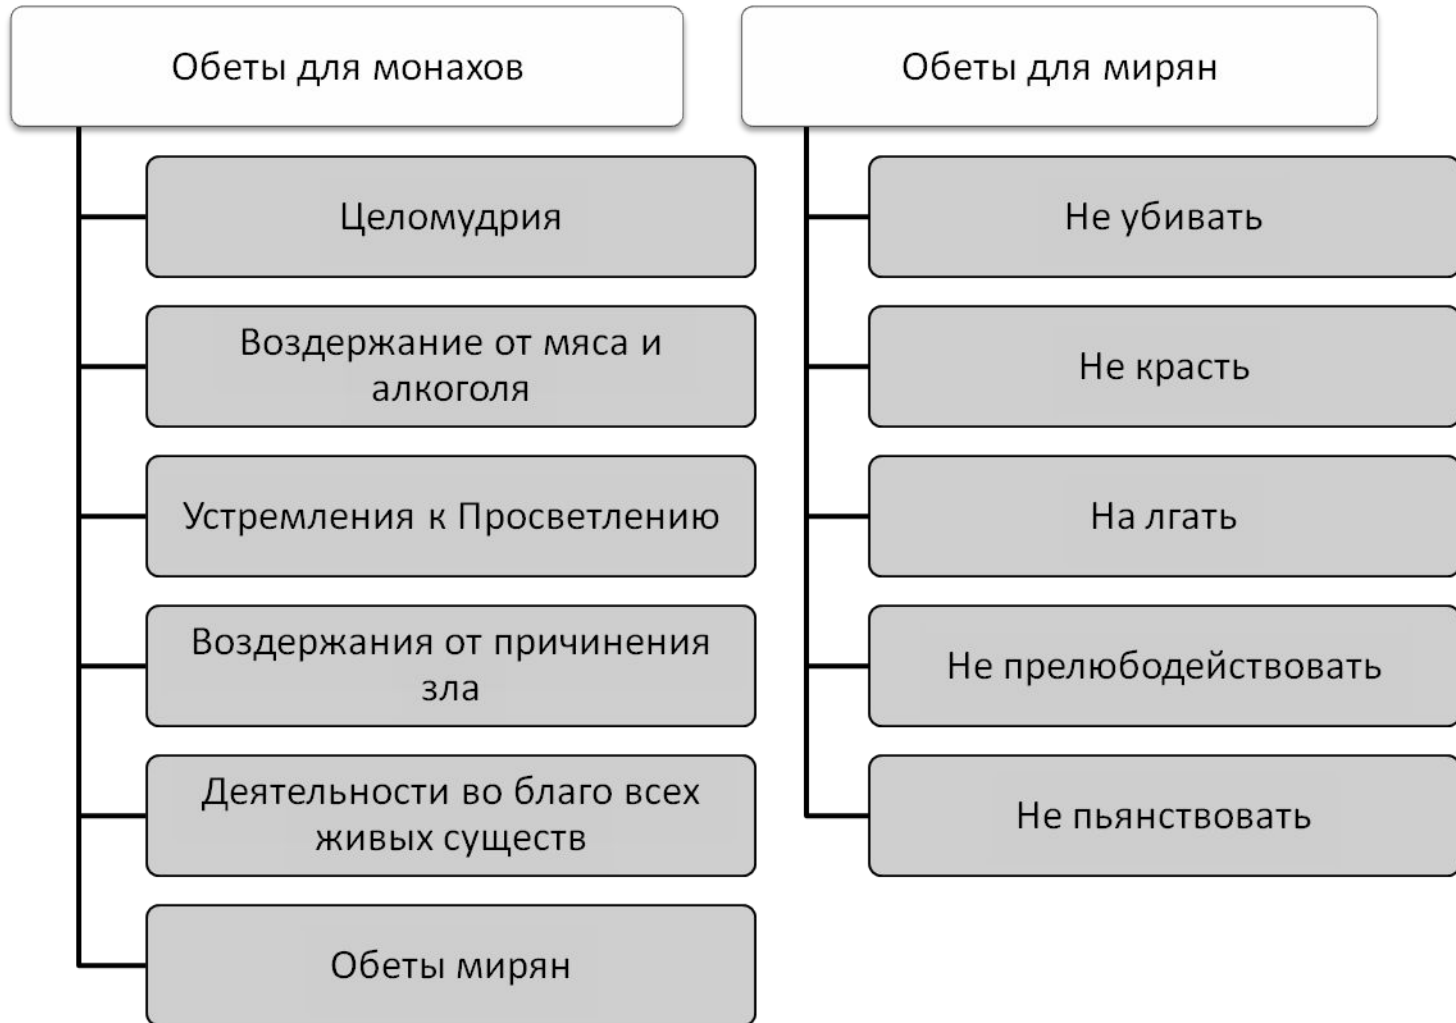 Обеты для монахов
Целомудрия
Воздержание от мяса и
алкоголя
Устремления к Просветлению
Воздержания от причинения
зла
Деятельности во благо всех
живых существ
Обеты мирян
Обеты для мирян
Не убивать
Не красть
На лгать
Не прелюбодействовать
Не пьянствовать